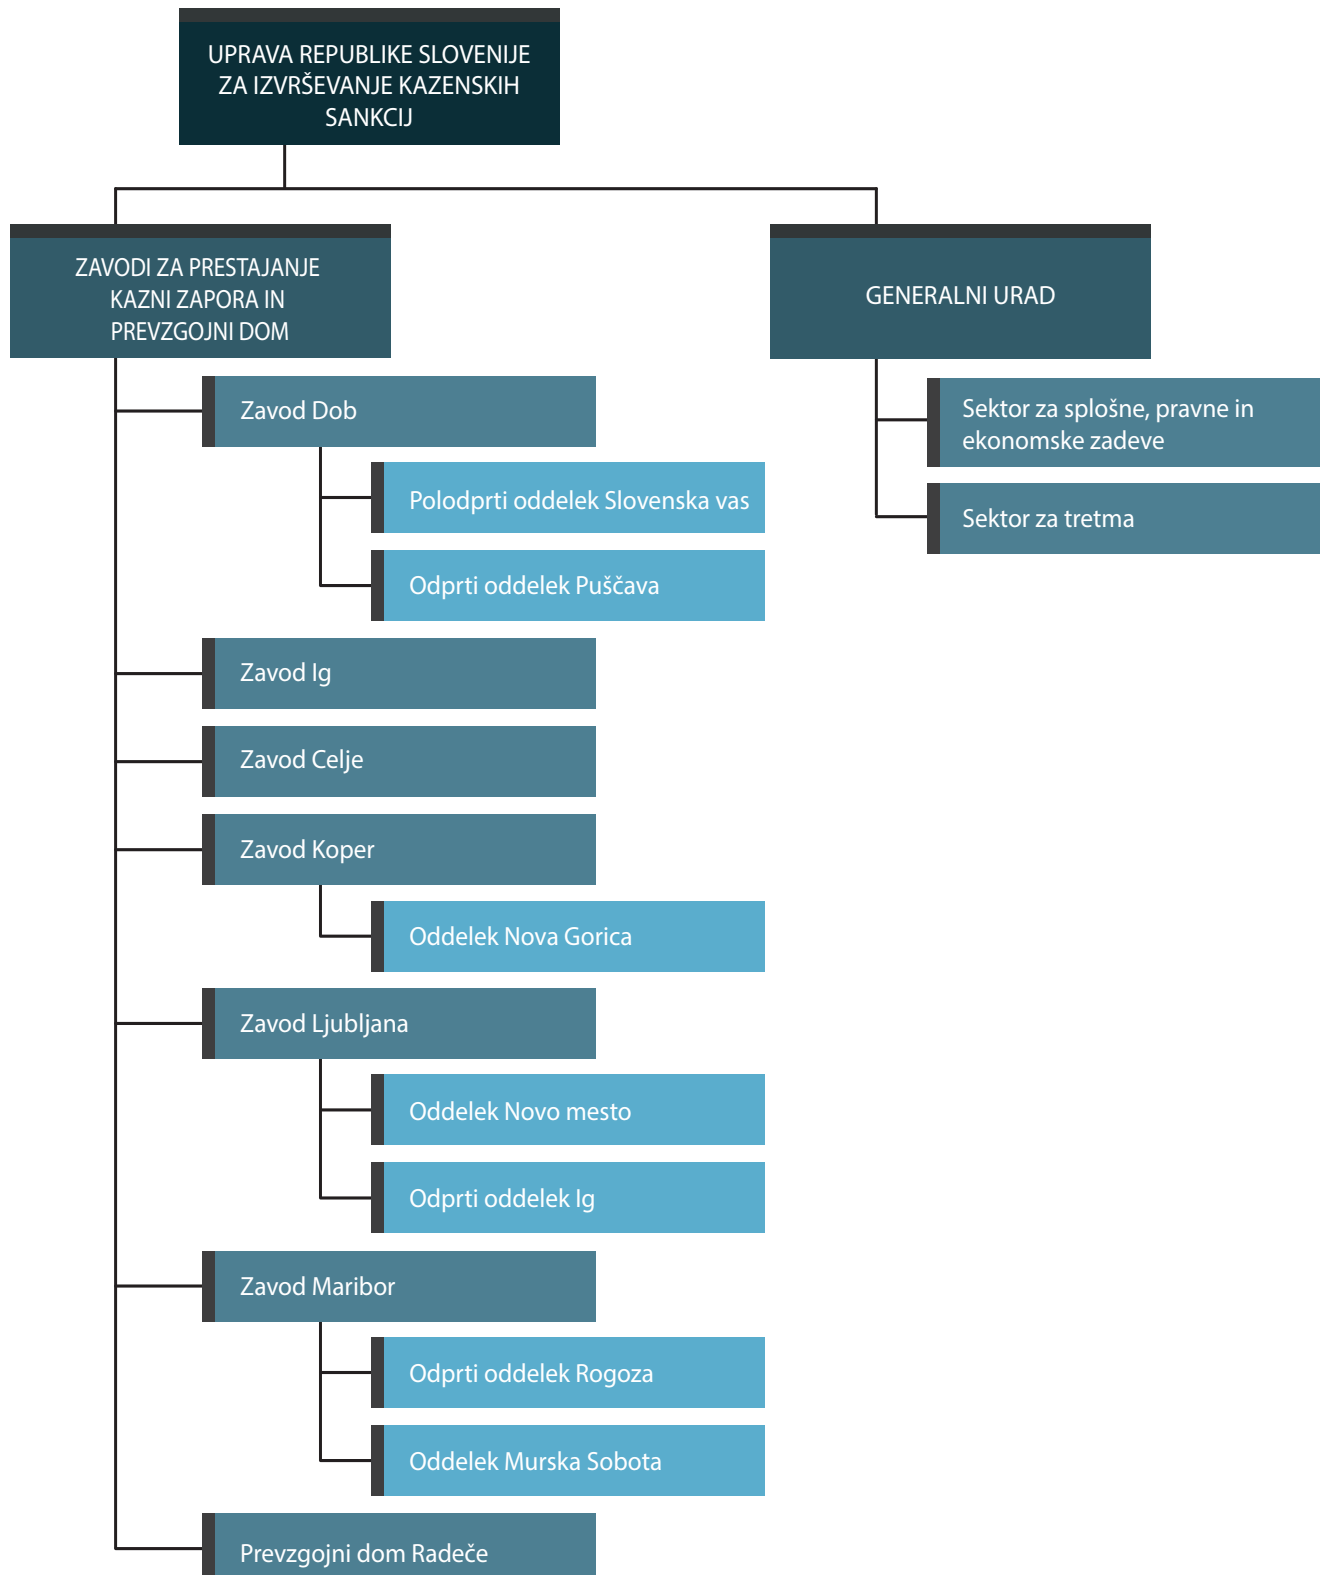 UPRAVA REPUBLIKE SLOVENIJE
ZA IZVRŠEVANJE KAZENSKIH
SANKCIJ
ZAVODI ZA PRESTAJANJE
KAZNI ZAPORA IN
PREVZGOJNI DOM
GENERALNI URAD
Zavod Dob
Polodprti oddelek Slovenska vas
Odprti oddelek Puščava
Zavod Ig
Zavod Celje
Zavod Koper
Oddelek Nova Gorica
Zavod Ljubljana
Oddelek Novo mesto
Odprti oddelek Ig
Zavod Maribor
Odprti oddelek Rogoza
Oddelek Murska Sobota
Prevzgojni dom Radeče
Sektor za splošne, pravne in
ekonomske zadeve
Sektor za tretma